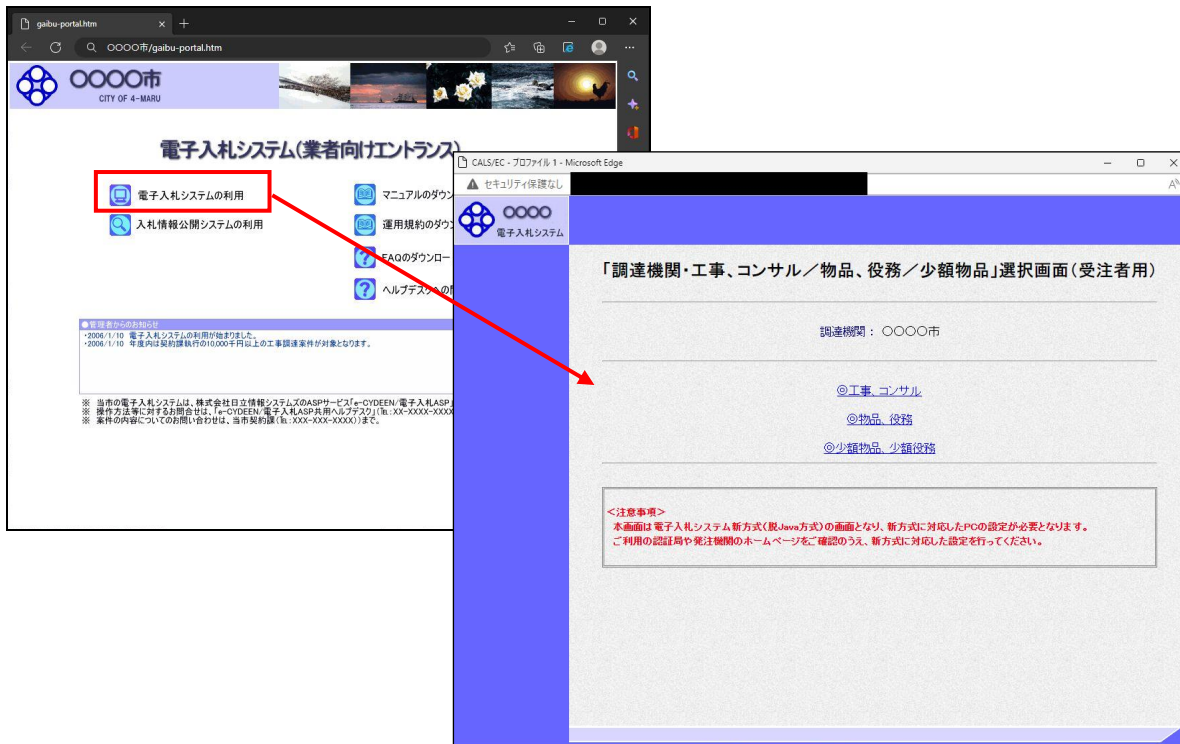 gaibu-portal.htm
〇〇〇〇市/gaibu-portal.htm
〇〇〇〇市
CITY OF 4-MARU
電子入札システム(業者向けエントランス)
電子入札システムの利用
マニュアルのダウン
入札情報公開システムの利用
運用規約のダウン
FAQのダウンロー
ヘルプデスクへの
●管理者からのお知らせ
・2006/1/10 電子入札システムの利用が始まりました。
・2006/1/10 年度内は契約課執行の10,000千円以上の工事調達案件が対象となります。
※ 当市の電子入札システムは、株式会社日立情報システムズのASPサービス「e-CYDEEN/電子入札ASP」
※ 操作方法等に対するお問合せは、「e-CYDEEN/電子入札ASP共用ヘルプデスク」(℡:XX-XXXX-XXXX
※ 案件の内容についてのお問い合わせは、当市契約課(℡:XXX-XXX-XXXX))まで。
CALS/EC - プロファイル 1 - Microsoft Edge
セキュリティ保護なし
〇〇〇〇
電子入札システム
「調達機関・工事、コンサル/物品、役務/少額物品」選択画面(受注者用)
調達機関: 〇〇〇〇市
◎工事、コンサル
◎物品、役務
◎少額物品、少額役務
<注意事項>
本画面は電子入札システム新方式(脱Java方式)の画面となり、新方式に対応したPCの設定が必要となります。
ご利用の認証局や発注機関のホームページをご確認のうえ、新方式に対応した設定を行ってください。